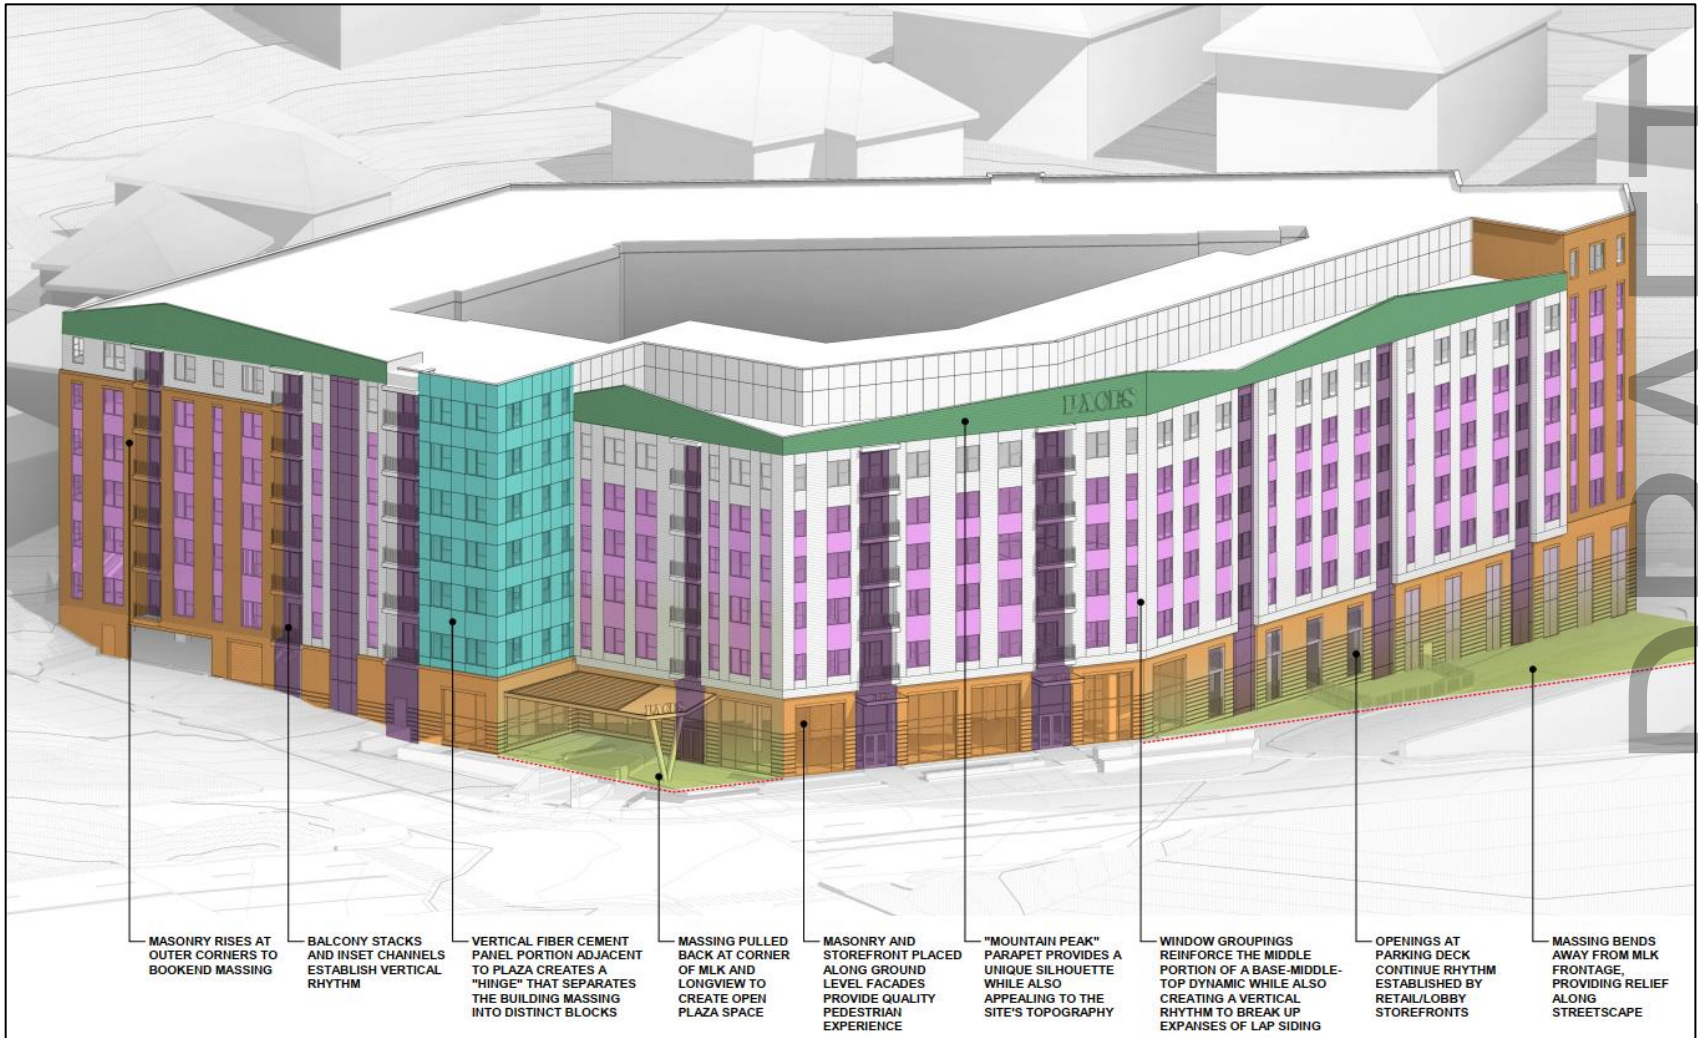 PACES
PACES
MASONRY RISES AT
OUTER CORNERS TO
BOOKEND MASSING
BALCONY STACKS
AND INSET CHANNELS
ESTABLISH VERTICAL
RHYTHM
VERTICAL FIBER CEMENT
PANEL PORTION ADJACENT
TO PLAZA CREATES A
"HINGE" THAT SEPARATES
THE BUILDING MASSING
INTO DISTINCT BLOCKS
MASSING PULLED
BACK AT CORNER
OF MLK AND
LONGVIEW TO
CREATE OPEN
PLAZA SPACE
MASONRY AND
STOREFRONT PLACED
ALONG GROUND
LEVEL FACADES
PROVIDE QUALITY
PEDESTRIAN
EXPERIENCE
"MOUNTAIN PEAK"
PARAPET PROVIDES A
UNIQUE SILHOUETTE
WHILE ALSO
APPEALING TO THE
SITE'S TOPOGRAPHY
WINDOW GROUPINGS
REINFORCE THE MIDDLE
PORTION OF A BASE-MIDDLE-
TOP DYNAMIC WHILE ALSO
CREATING A VERTICAL
RHYTHM TO BREAK UP
EXPANSES OF LAP SIDING
OPENINGS AT
PARKING DECK
CONTINUE RHYTHM
ESTABLISHED BY
RETAIL/LOBBY
STOREFRONTS
MASSING BENDS
AWAY FROM MLK
FRONTAGE,
PROVIDING RELIEF
ALONG
STREETSCAPE